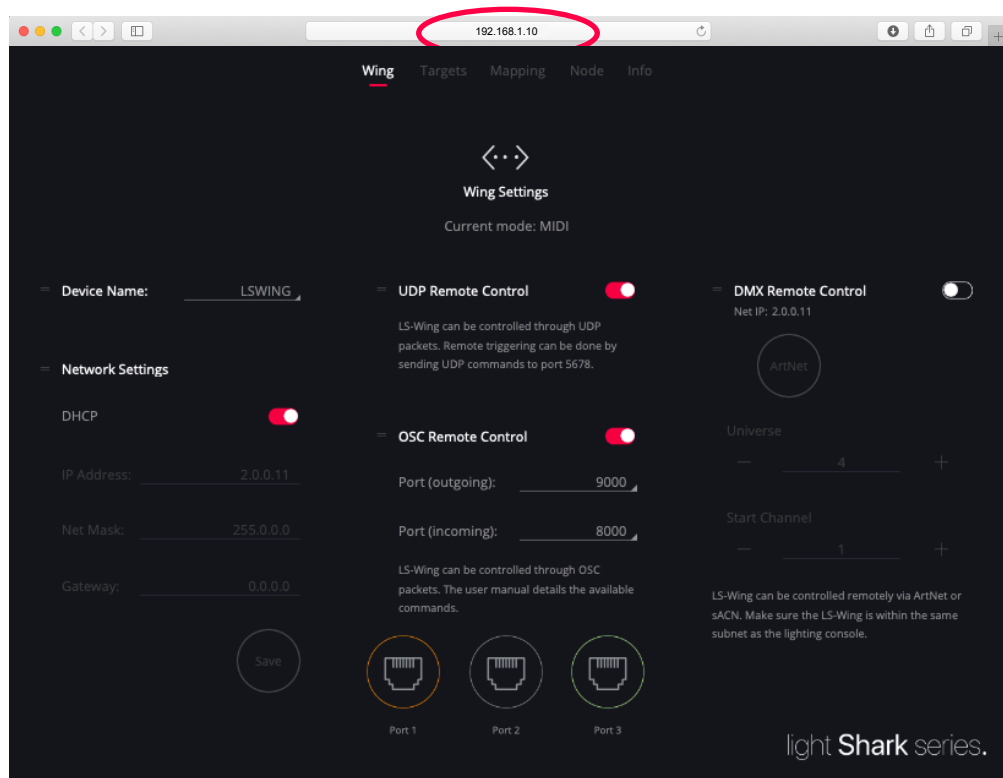 192.168.1.10
Wing Targets Mapping Node Info
Wing Settings
Current mode: MIDI
Device Name: LSWING
Network Settings
DHCP
IP Address: 2.0.0.11
Net Mask: 255.0.0.0
Gateway: 0.0.0.0
Save
UDP Remote Control
LS-Wing can be controlled through UDP
packets. Remote triggering can be done by
sending UDP commands to port 5678.
OSC Remote Control
Port (outgoing): 9000
Port (incoming): 8000
LS-Wing can be controlled through OSC
packets. The user manual details the available
commands.
Port 1 Port 2 Port 3
DMX Remote Control
Net IP: 2.0.0.11
ArtNet
Universe
4
Start Channel
1
LS-Wing can be controlled remotely via ArtNet or
sACN. Make sure the LS-Wing is within the same
subnet as the lighting console.
light Shark series.